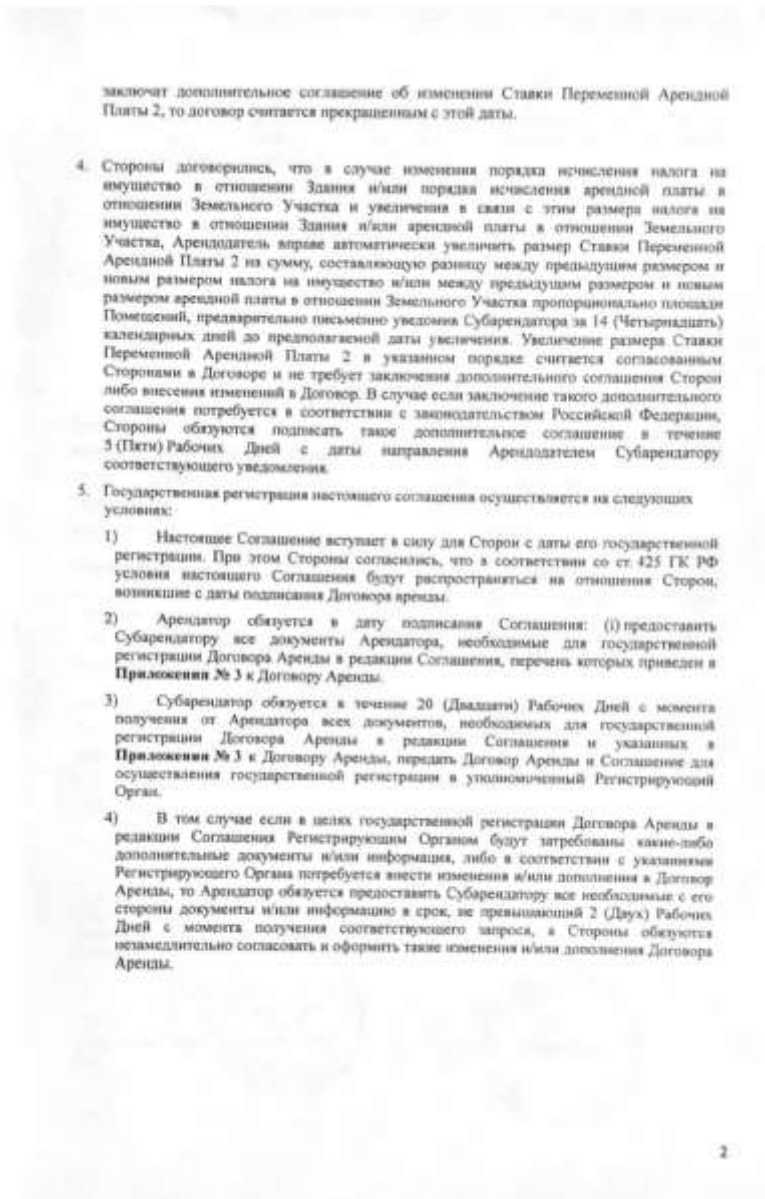 заключат дополнительное соглашение об изменении Ставки Переменной Арендной
Платы 2, то договор считается прекращенным с этой даты.
4. Стороны договорились, что в случае изменения порядка исчисления налога на
имущество в отношении Здания и/или порядка исчисления арендной платы в
отношении Земельного Участка и увеличения в связи с этим размера налога на
имущество в отношении Здания и/или арендной платы в отношении Земельного
Участка, Арендодатель вправе автоматически увеличить размер Ставки Переменной
Арендной Платы 2 на сумму, составляющую разницу между предыдущим размером и
новым размером налога на имущество и/или между предыдущим размером и новым
размером арендной платы в отношении Земельного Участка пропорционально площади
Помещений, предварительно письменно уведомив Субарендатора за 14 (Четырнадцать)
календарных дней до предполагаемой даты увеличения. Увеличение размера Ставки
Переменной Арендной Платы 2 в указанном порядке считается согласованным
Сторонами в Договоре и не требует заключения дополнительного соглашения Сторон
либо внесения изменений в Договор. В случае если заключение такого дополнительного
соглашения потребуется в соответствии с законодательством Российской Федерации,
Стороны обязуются подписать такое дополнительное соглашение в течение
5 (Пяти) Рабочих Дней с даты направления Арендодателем Субарендатору
соответствующего уведомления.
5. Государственная регистрация настоящего соглашения осуществляется на следующих
условиях:
1) Настоящее Соглашение вступает в силу для Сторон с даты его государственной
регистрации. При этом Стороны согласились, что в соответствии со ст. 425 ГК РФ
условия настоящего Соглашения будут распространяться на отношения Сторон,
возникшие с даты подписания Договора аренды.
2) Арендатор обязуется в дату подписания Соглашения: (i) предоставить
Субарендатору все документы Арендатора, необходимые для государственной
регистрации Договора Аренды в редакции Соглашения, перечень которых приведен в
Приложении № 3 к Договору Аренды.
3) Субарендатор обязуется в течение 20 (Двадцати) Рабочих Дней с момента
получения от Арендатора всех документов, необходимых для государственной
регистрации Договора Аренды в редакции Соглашения и указанных в
Приложении № 3 к Договору Аренды, передать Договор Аренды и Соглашение для
осуществления государственной регистрации в уполномоченный Регистрирующий
Орган.
4) В том случае если в целях государственной регистрации Договора Аренды в
редакции Соглашения Регистрирующим Органом будут затребованы какие-либо
дополнительные документы и/или информация, либо в соответствии с указаниями
Регистрирующего Органа потребуется внести изменения и/или дополнения в Договор
Аренды, то Арендатор обязуется предоставить Субарендатору все необходимые с его
стороны документы и/или информацию в срок, не превышающий 2 (Двух) Рабочих
Дней с момента получения соответствующего запроса, а Стороны обязуются
незамедлительно согласовать и оформить такие изменения и/или дополнения Договора
Аренды.
2